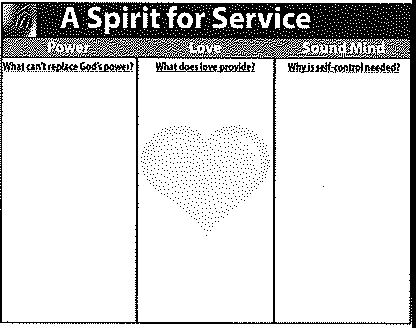 A Spirit for Service
Power
Love
Sound Mind
What can't replace God's power?
What does love provide?
Why is self-control needed?